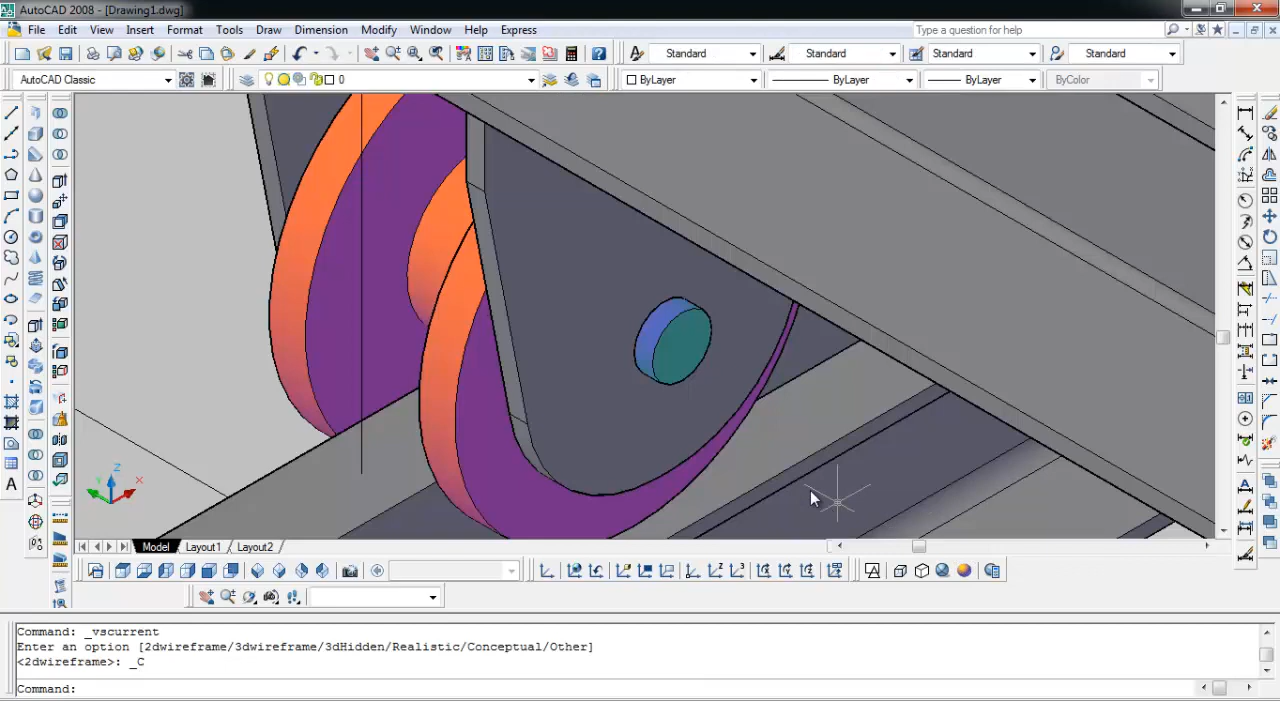 AutoCAD 2008 - [Drawing1.dwg]
File Edit View Insert Format Tools Draw Dimension Modify Window Help Express
Type a question for help
Standard Standard Standard Standard
AutoCAD Classic 0 ByLayer ByLayer ByLayer ByColor
A
Z
X
Model Layout1 Layout2
Command: _vscurrent
Enter an option [2dwireframe/3dwireframe/3dHidden/Realistic/Conceptual/Other]
<2dwireframe>: _C
Command: